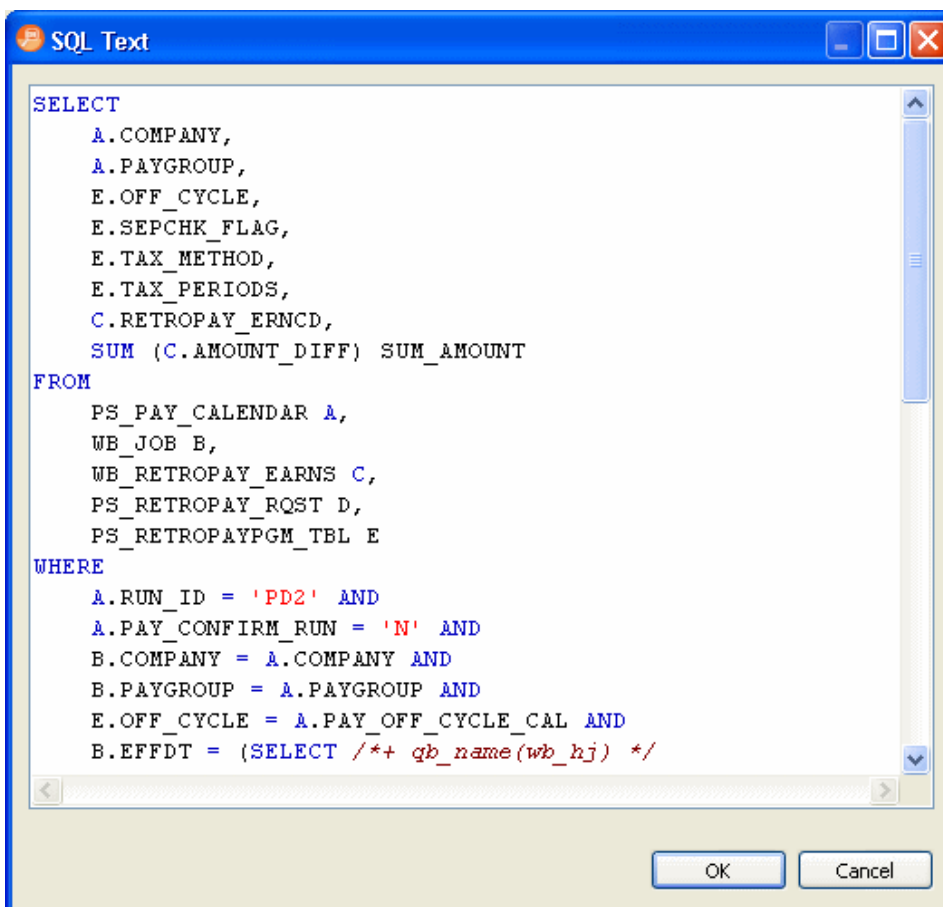 SQL Text
SELECT
A.COMPANY,
A.PAYGROUP,
E.OFF_CYCLE,
E.SEPCHK_FLAG,
E.TAX_METHOD,
E.TAX_PERIODS,
C.RETROPAY_ERNCD,
SUM (C.AMOUNT_DIFF) SUM_AMOUNT
FROM
PS_PAY_CALENDAR A,
WB_JOB B,
WB_RETROPAY_EARNS C,
PS_RETROPAY_RQST D,
PS_RETROPAYPGM_TBL E
WHERE
A.RUN_ID = 'PD2' AND
A.PAY_CONFIRM_RUN = 'N' AND
B.COMPANY = A.COMPANY AND
B.PAYGROUP = A.PAYGROUP AND
E.OFF_CYCLE = A.PAY_OFF_CYCLE_CAL AND
B.EFFDT = (SELECT /*+ qb_name(wb_hj) */
OK Cancel